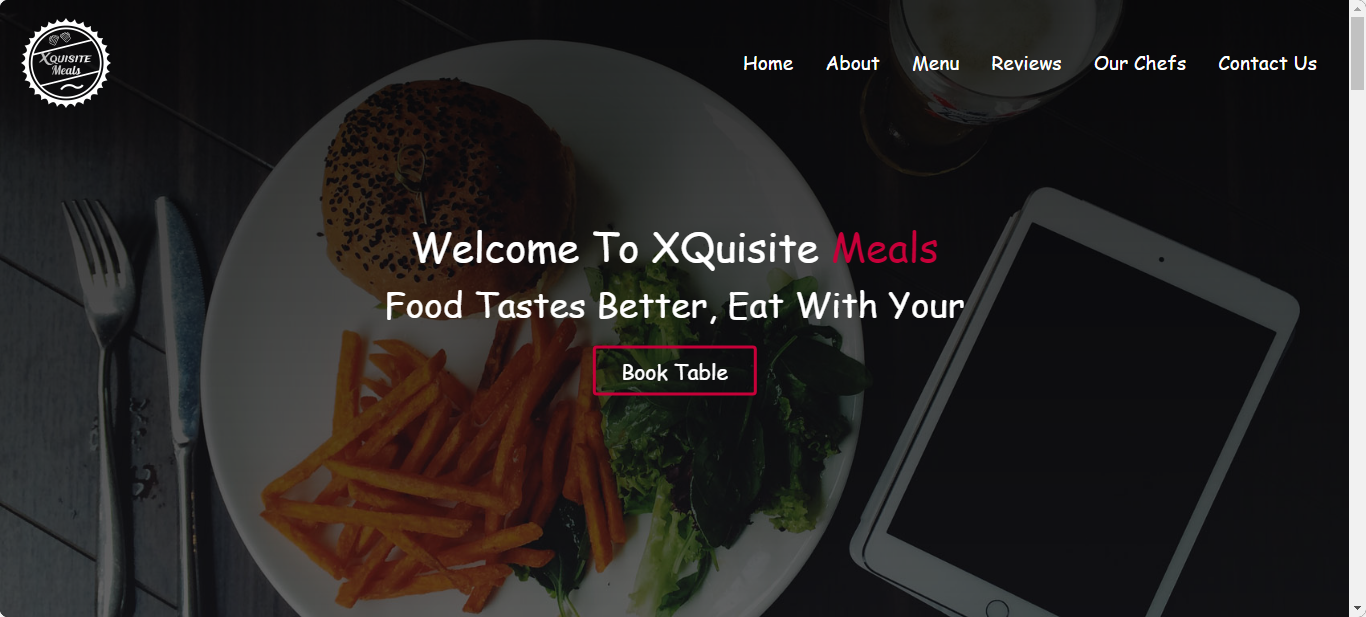 XQUISITE
Meals
Home About Menu Reviews Our Chefs Contact Us
Welcome To XQuisite Meals
Food Tastes Better, Eat With Your
Book Table